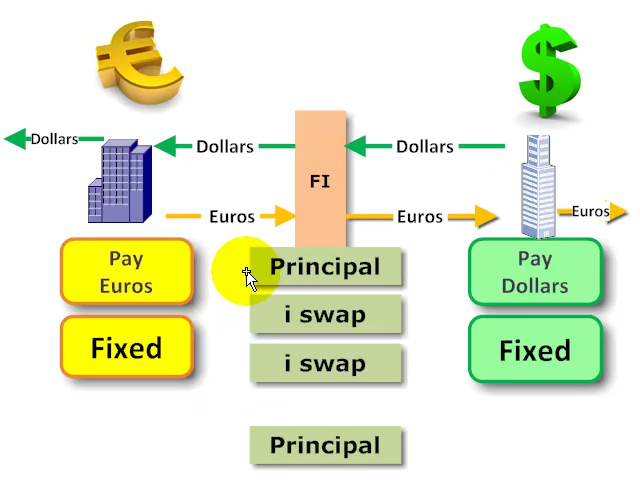 Dollars
Dollars
Dollars
FI
Euros
Euros
Euros
Pay
Euros
Principal
Pay
Dollars
i swap
Fixed
i swap
Fixed
Principal